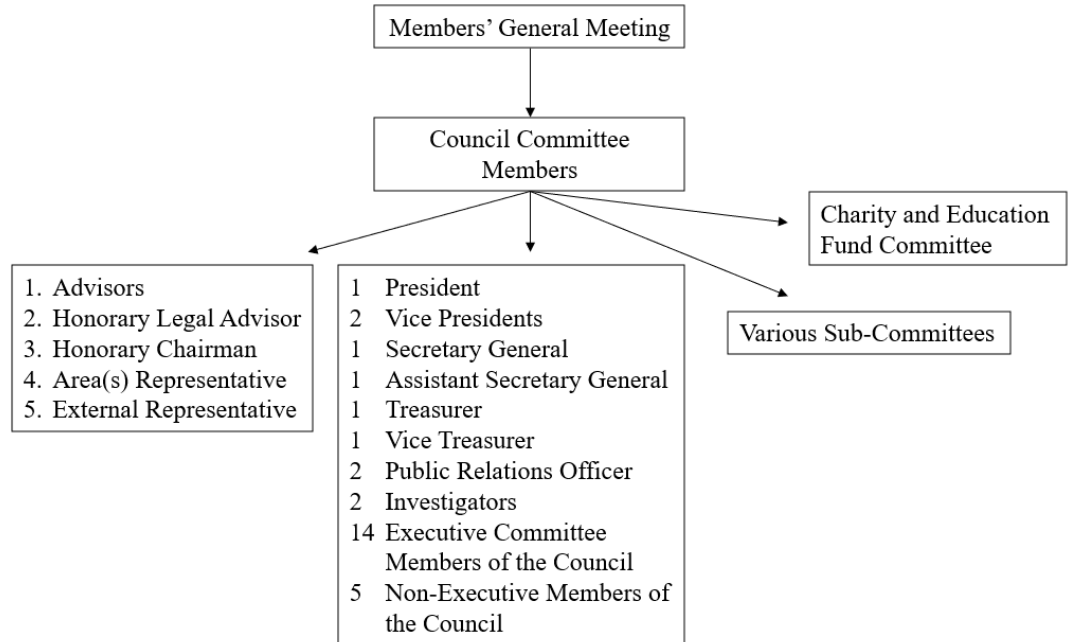 Members’ General Meeting
Council Committee
Members
Charity and Education
Fund Committee
1. Advisors
2. Honorary Legal Advisor
3. Honorary Chairman
4. Area(s) Representative
5. External Representative
1 President
2 Vice Presidents
1 Secretary General
1 Assistant Secretary General
1 Treasurer
1 Vice Treasurer
2 Public Relations Officer
2 Investigators
14 Executive Committee
Members of the Council
5 Non-Executive Members of
the Council
Various Sub-Committees